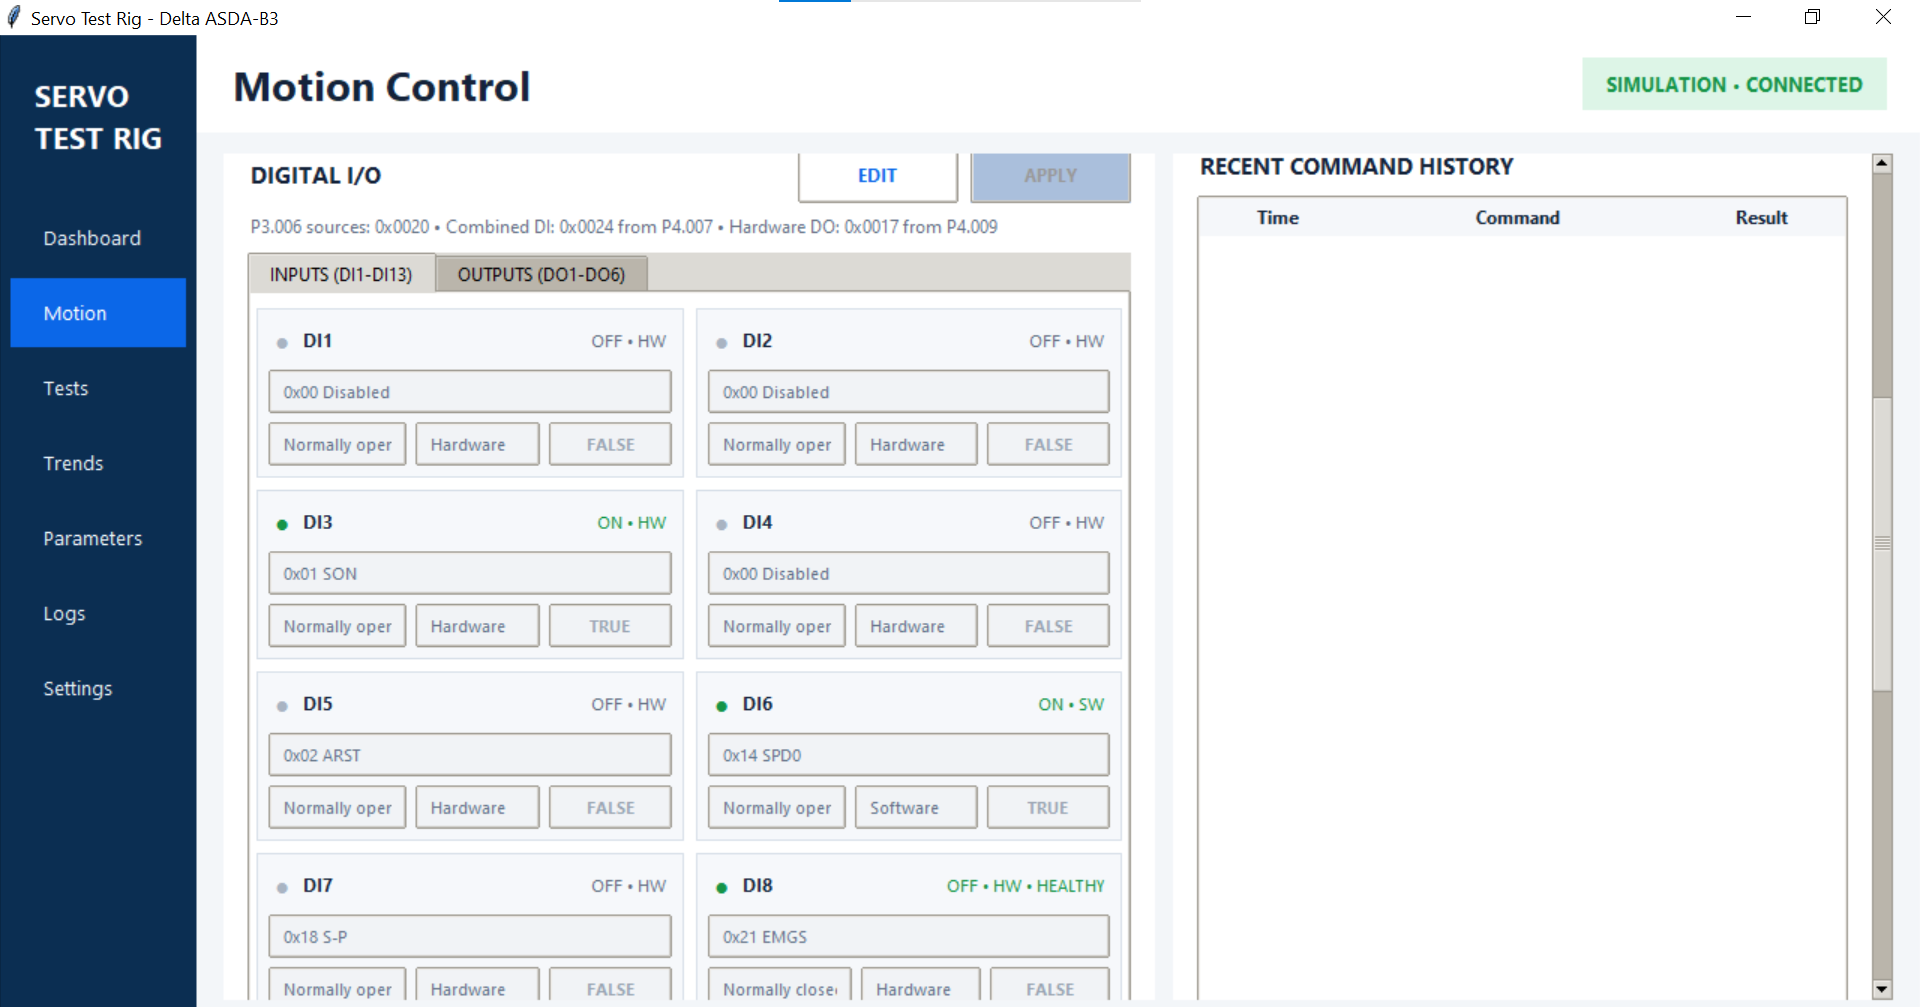 Servo Test Rig - Delta ASDA-B3
SERVO
TEST RIG
Dashboard
Motion
Tests
Trends
Parameters
Logs
Settings
Motion Control
SIMULATION • CONNECTED
DIGITAL I/O
EDIT
APPLY
P3.006 sources: 0x0020 • Combined DI: 0x0024 from P4.007 • Hardware DO: 0x0017 from P4.009
INPUTS (DI1-DI13)
OUTPUTS (DO1-DO6)
DI1
OFF • HW
0x00 Disabled
Normally oper
Hardware
FALSE
DI2
OFF • HW
0x00 Disabled
Normally oper
Hardware
FALSE
DI3
ON • HW
0x01 SON
Normally oper
Hardware
TRUE
DI4
OFF • HW
0x00 Disabled
Normally oper
Hardware
FALSE
DI5
OFF • HW
0x02 ARST
Normally oper
Hardware
FALSE
DI6
ON • SW
0x14 SPD0
Normally oper
Software
TRUE
DI7
OFF • HW
0x18 S-P
Normally oper
Hardware
FALSE
DI8
OFF • HW • HEALTHY
0x21 EMGS
Normally close
Hardware
FALSE
RECENT COMMAND HISTORY
Time
Command
Result